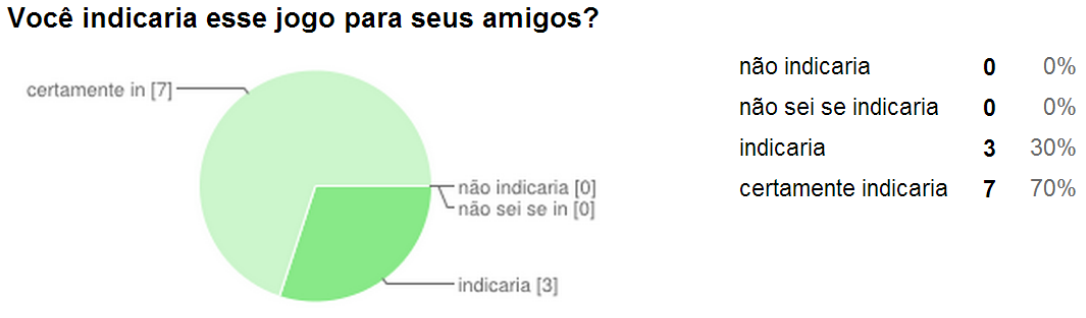 Você indicaria esse jogo para seus amigos?
certamente in [7]
não indicaria [0]
não sei se in [0]
indicaria [3]
não indicaria 0 0%
não sei se indicaria 0 0%
indicaria 3 30%
certamente indicaria 7 70%